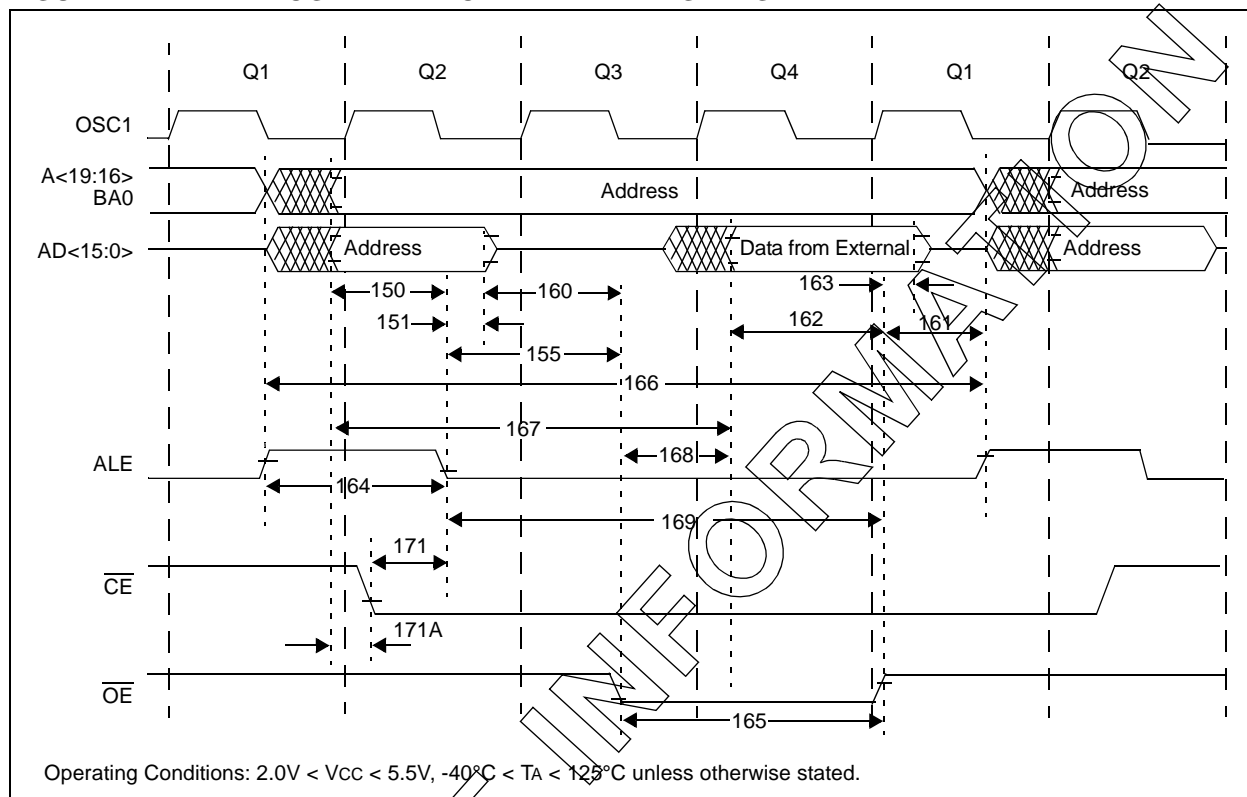 Q1 Q2 Q3 Q4 Q1 Q2
OSC1
A<19:16>
BA0
Address Address
AD<15:0>
Address Data from External Address
150 160 163
151 162 161
155
166
167
168
ALE
164
169
171
CE
171A
OE
165
Operating Conditions: 2.0V < VCC < 5.5V, -40°C < TA < 125°C unless otherwise stated.
INFORMATION